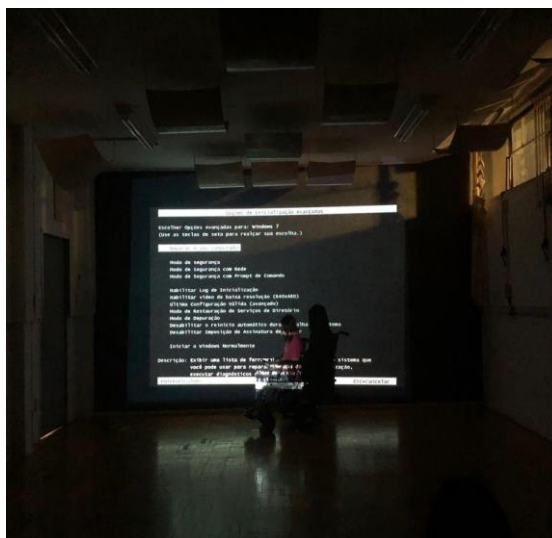 Opções de Inicialização Avançadas
Escolher Opções Avançadas para: Windows 7
(Use as teclas de seta para realçar sua escolha.)
Reparar o seu computador
Modo de Segurança
Modo de Segurança com Rede
Modo de Segurança com Prompt de Comando
Habilitar Log de Inicialização
Habilitar vídeo de baixa resolução (640x480)
Última Configuração Válida (avançado)
Modo de Restauração de Serviços de Diretório
Modo de Depuração
Desabilitar o reinício automático stema
Desabilitar Imposição de Assinatura de
Iniciar o Windows Normalmente
Descrição: Exibir uma lista de sistema que
você pode usar para
executar diagnósticos
Esc=Cancelar